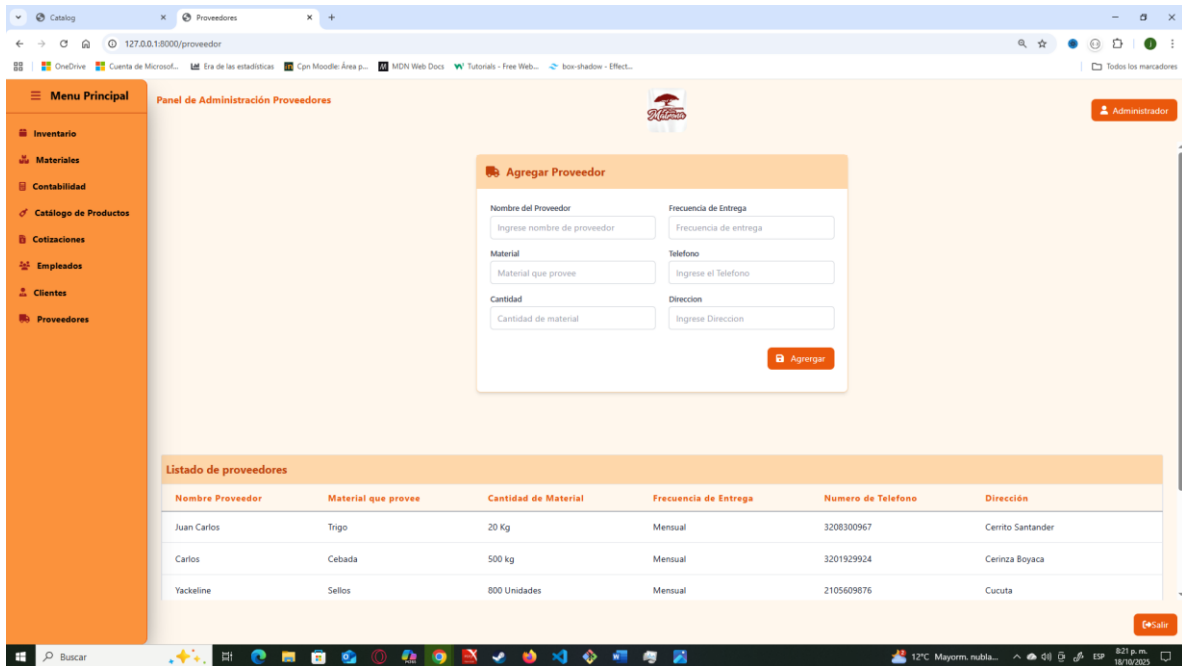 Catalog
Proveedores
127.0.0.1:8000/proveedor
OneDrive
Cuenta de Microsof...
Era de las estadísticas
Cpn Moodle: Área p...
MDN Web Docs
Tutorials - Free Web...
box-shadow - Effect...
Todos los marcadores
Menu Principal
Panel de Administración Proveedores
Administrador
Inventario
Materiales
Contabilidad
Catálogo de Productos
Cotizaciones
Empleados
Clientes
Proveedores
Agregar Proveedor
Nombre del Proveedor Frecuencia de Entrega
Ingrese nombre de proveedor Frecuencia de entrega
Material Telefono
Material que provee Ingrese el Telefono
Cantidad Direccion
Cantidad de material Ingrese Direccion
Agrergar
Listado de proveedores
Nombre Proveedor Material que provee Cantidad de Material Frecuencia de Entrega Numero de Telefono Dirección
Juan Carlos Trigo 20 Kg Mensual 3208300967 Cerrito Santander
Carlos Cebada 500 kg Mensual 3201929924 Cerinza Boyaca
Yackeline Sellos 800 Unidades Mensual 2105609876 Cucuta
Salir
Buscar
12°C Mayorm. nubla...
ESP
8:21 p. m.
18/10/2025